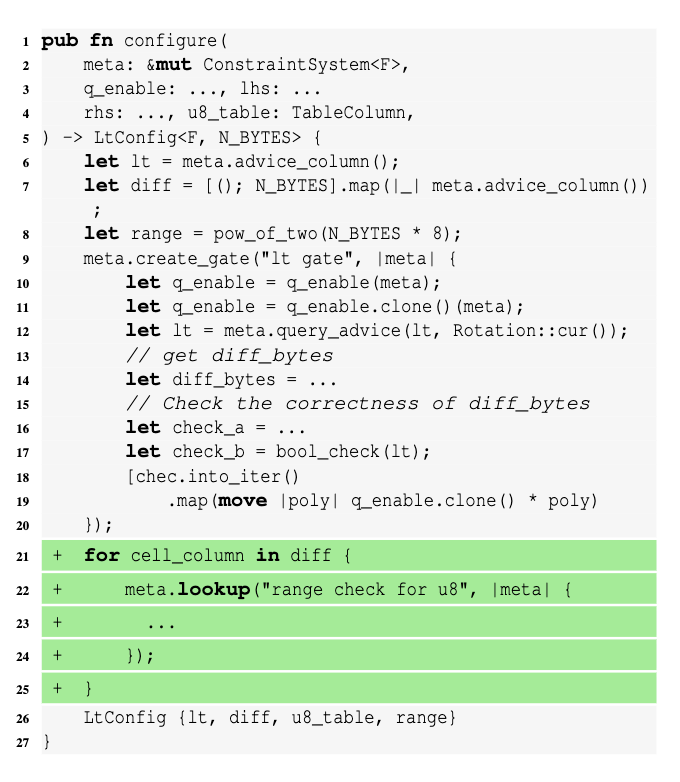 1 pub fn configure(
2 meta: &mut ConstraintSystem<F>,
3 q_enable: ..., lhs: ...
4 rhs: ..., u8_table: TableColumn,
5 ) -> LtConfig<F, N_BYTES> {
6 let lt = meta.advice_column();
7 let diff = [(); N_BYTES].map(|_| meta.advice_column())
;
8 let range = pow_of_two(N_BYTES * 8);
9 meta.create_gate("lt gate", |meta| {
10 let q_enable = q_enable(meta);
11 let q_enable = q_enable.clone()(meta);
12 let lt = meta.query_advice(lt, Rotation::cur());
13 // get diff_bytes
14 let diff_bytes = ...
15 // Check the correctness of diff_bytes
16 let check_a = ...
17 let check_b = bool_check(lt);
18 [chec.into_iter()
19 .map(move |poly| q_enable.clone() * poly)
20 });
21 + for cell_column in diff {
22 + meta.lookup("range check for u8", |meta| {
23 + ...
24 + });
25 + }
26 LtConfig {lt, diff, u8_table, range}
27 }